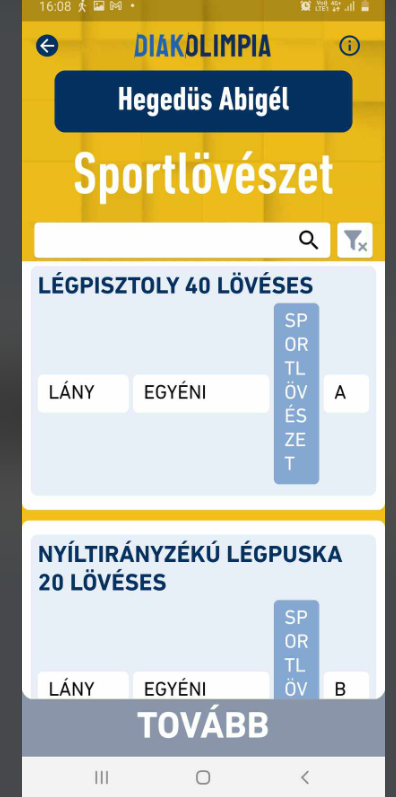 16:08
DIÁKOLIMPIA
Hegedüs Abigél
Sportlövészet
LÉGPISZTOLY 40 LÖVÉSES
LÁNY
EGYÉNI
SP
OR
TL
ÖV
ÉS
ZE
T
A
NYÍLTIRÁNYZÉKÚ LÉGPUSKA
20 LÖVÉSES
LÁNY
EGYÉNI
SP
OR
TL
ÖV
B
TOVÁBB